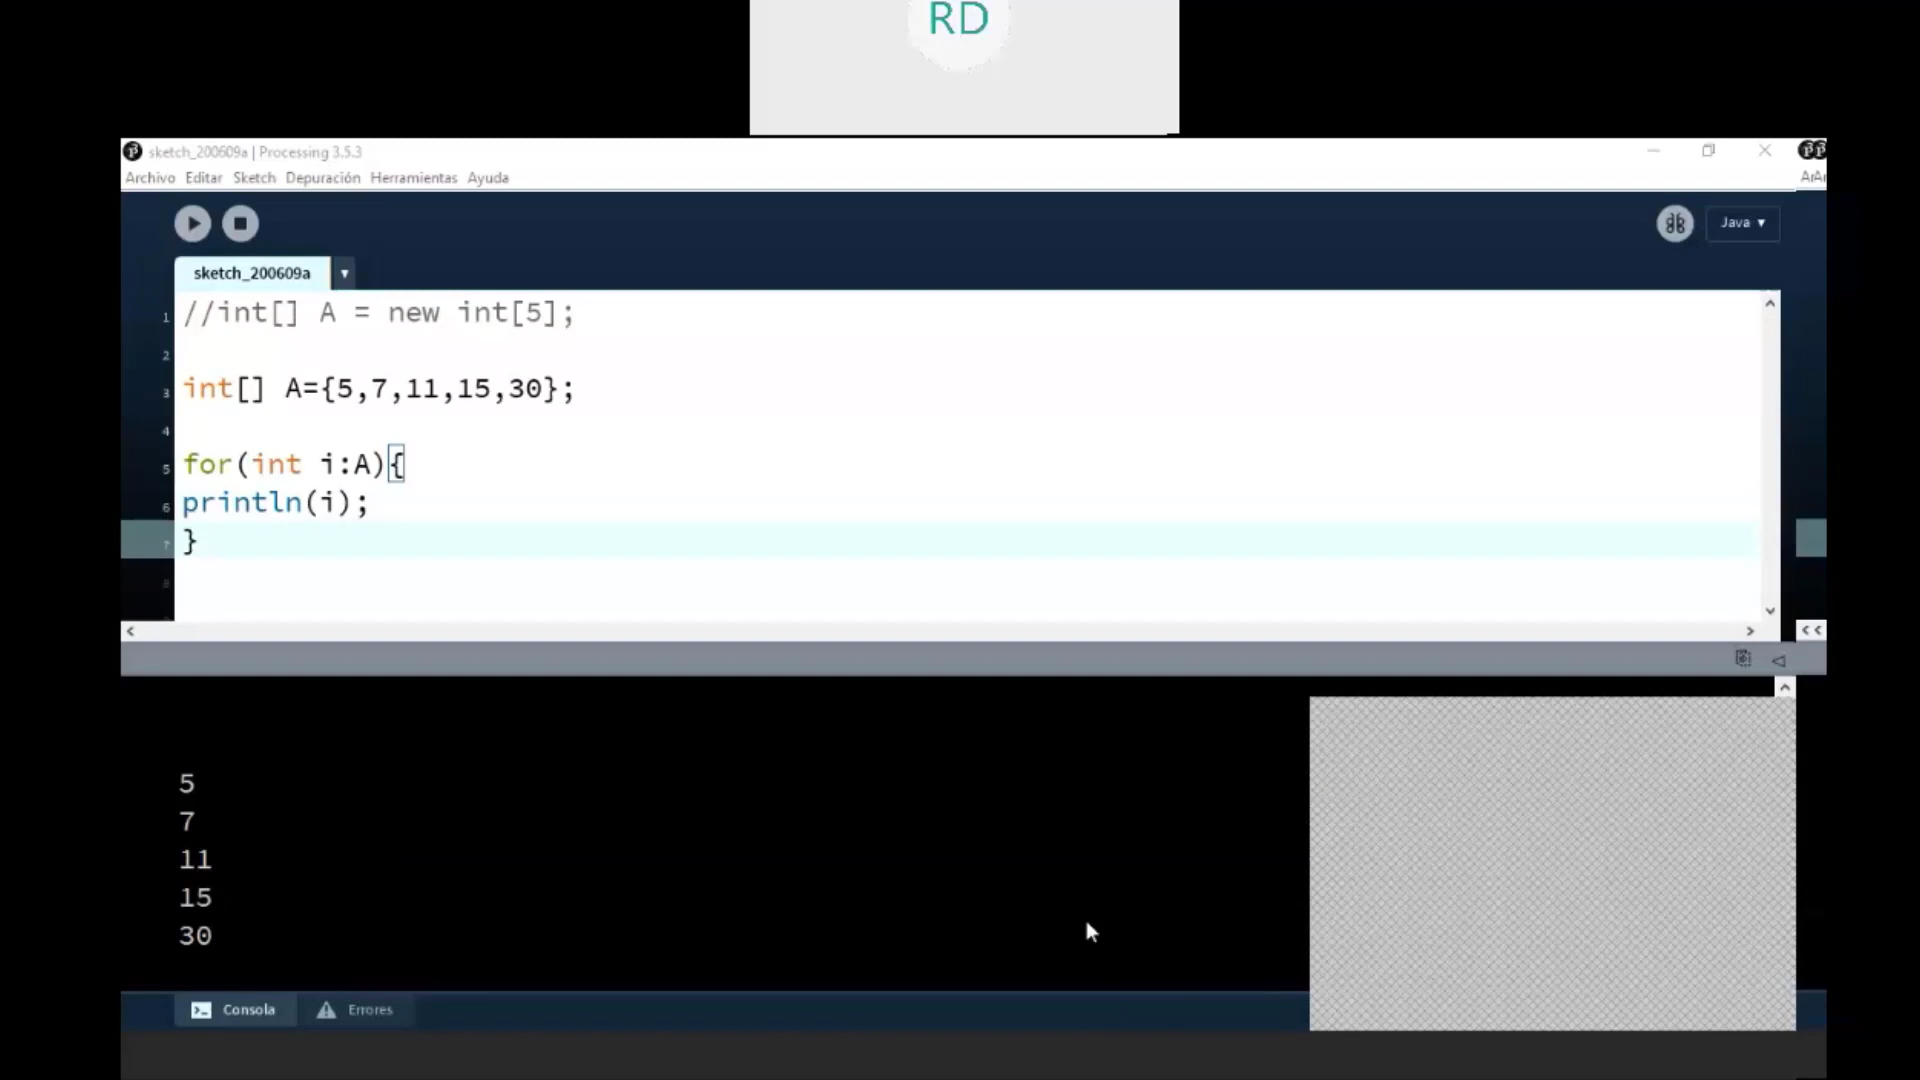 RD
sketch_200609a | Processing 3.5.3
Archivo Editar Sketch Depuración Herramientas Ayuda
Java
sketch_200609a
1 //int[] A = new int[5];
2
3 int[] A={5,7,11,15,30};
4
5 for(int i:A){
6 println(i);
7 }
8
5
7
11
15
30
Consola Errores